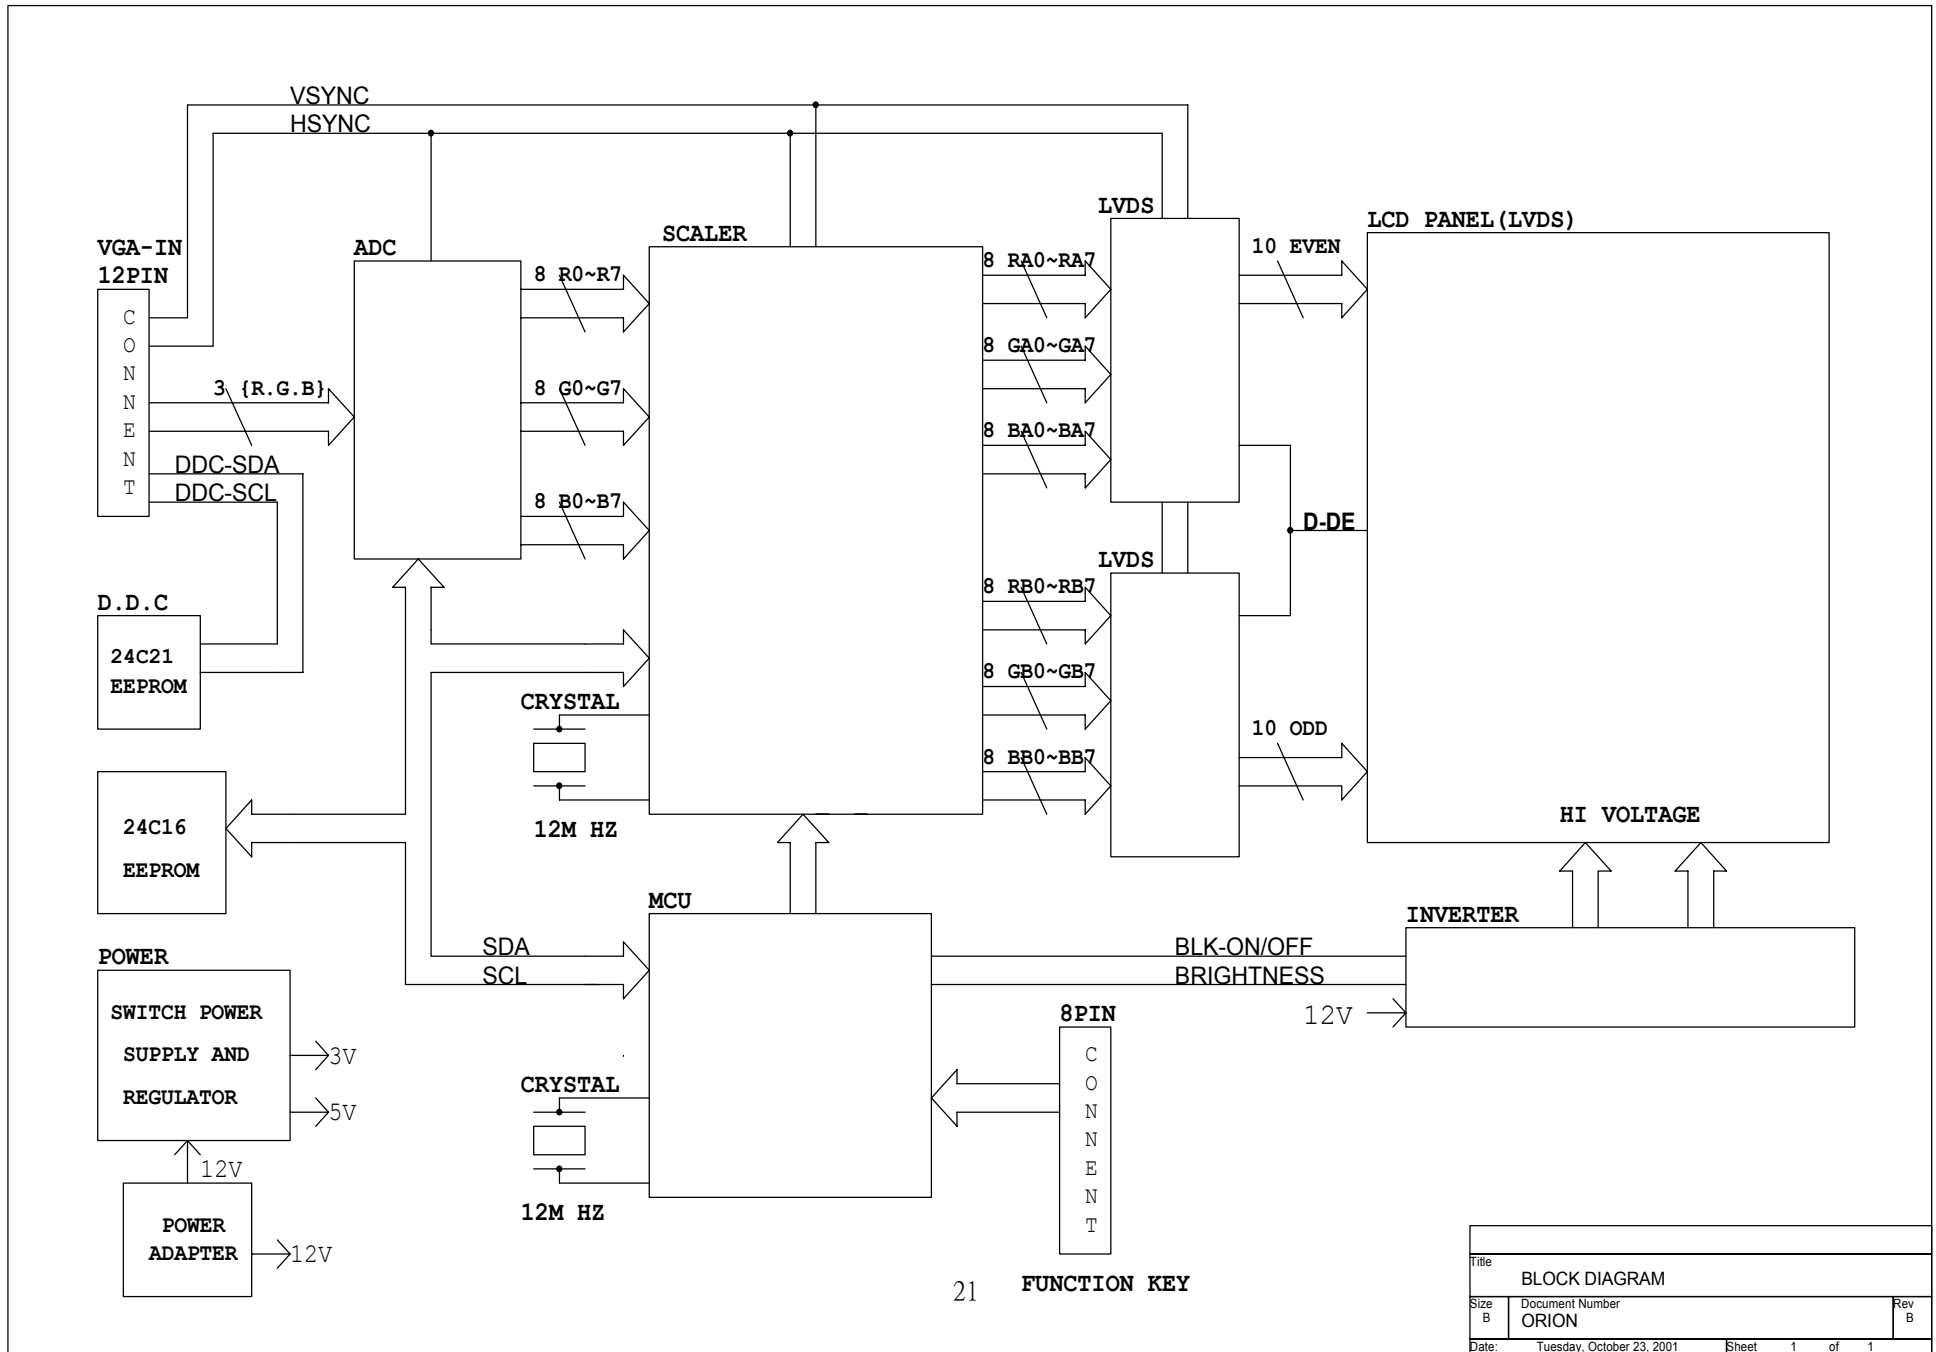 VSYNC
HSYNC
VGA-IN
12PIN
C
O
N
N
E
N
T
3 {R.G.B}
DDC-SDA
DDC-SCL
D.D.C
24C21
EEPROM
24C16
EEPROM
POWER
SWITCH POWER
SUPPLY AND
REGULATOR
3V
5V
12V
POWER
ADAPTER
12V
ADC
8 R0~R7
8 G0~G7
8 B0~B7
SCALER
CRYSTAL
12M HZ
8 RA0~RA7
8 GA0~GA7
8 BA0~BA7
8 RB0~RB7
8 GB0~GB7
8 BB0~BB7
LVDS
LVDS
10 EVEN
D-DE
10 ODD
LCD PANEL(LVDS)
HI VOLTAGE
MCU
SDA
SCL
CRYSTAL
12M HZ
BLK-ON/OFF
BRIGHTNESS
12V
INVERTER
8PIN
C
O
N
N
E
N
T
FUNCTION KEY
21
Title
BLOCK DIAGRAM
Size
B
Document Number
ORION
Rev
B
Date: Tuesday, October 23, 2001 Sheet 1 of 1